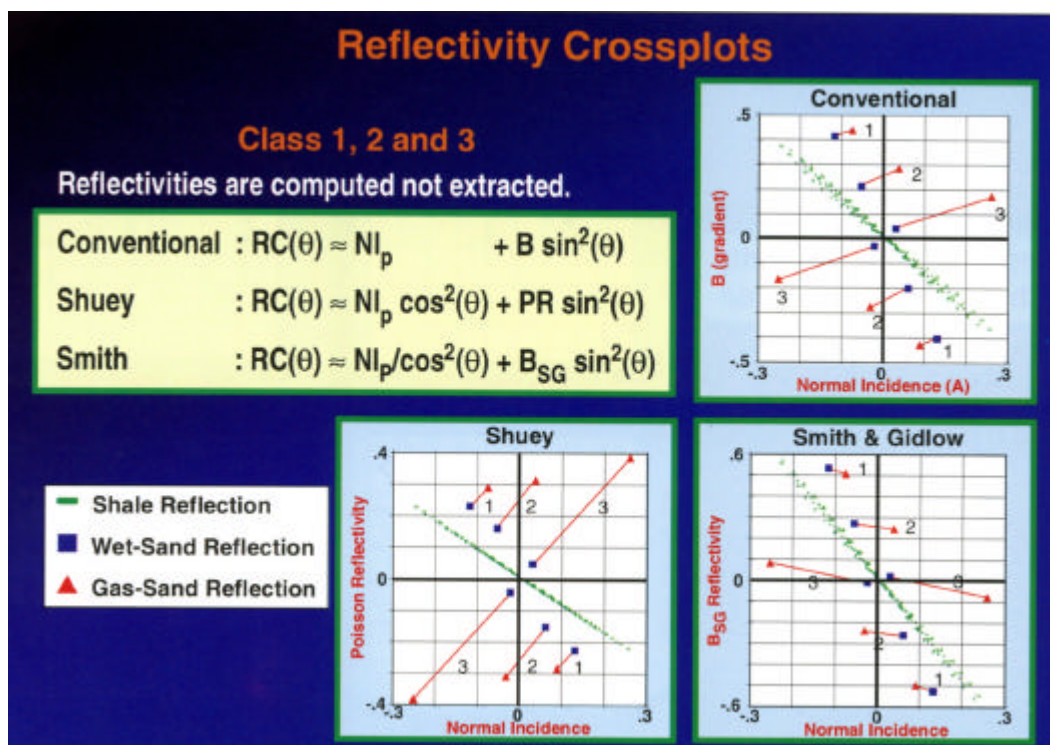 Reflectivity Crossplots
Class 1, 2 and 3
Reflectivities are computed not extracted.
Conventional : RC(θ) ≈ NIp + B sin²(θ)
Shuey : RC(θ) ≈ NIp cos²(θ) + PR sin²(θ)
Smith : RC(θ) ≈ NIP/cos²(θ) + BSG sin²(θ)
Conventional
.5
1
2
3
0
B (gradient)
3
2
1
-.5
-.3 0 .3
Normal Incidence (A)
Shale Reflection
Wet-Sand Reflection
Gas-Sand Reflection
Shuey
.4
1 2 3
Poisson Reflectivity
0
3 2 1
-.4
-.3 0 .3
Normal Incidence
Smith & Gidlow
.6
1
2
BSG Reflectivity
0
3 3
2
1
-.6
-.3 0 .3
Normal Incidence